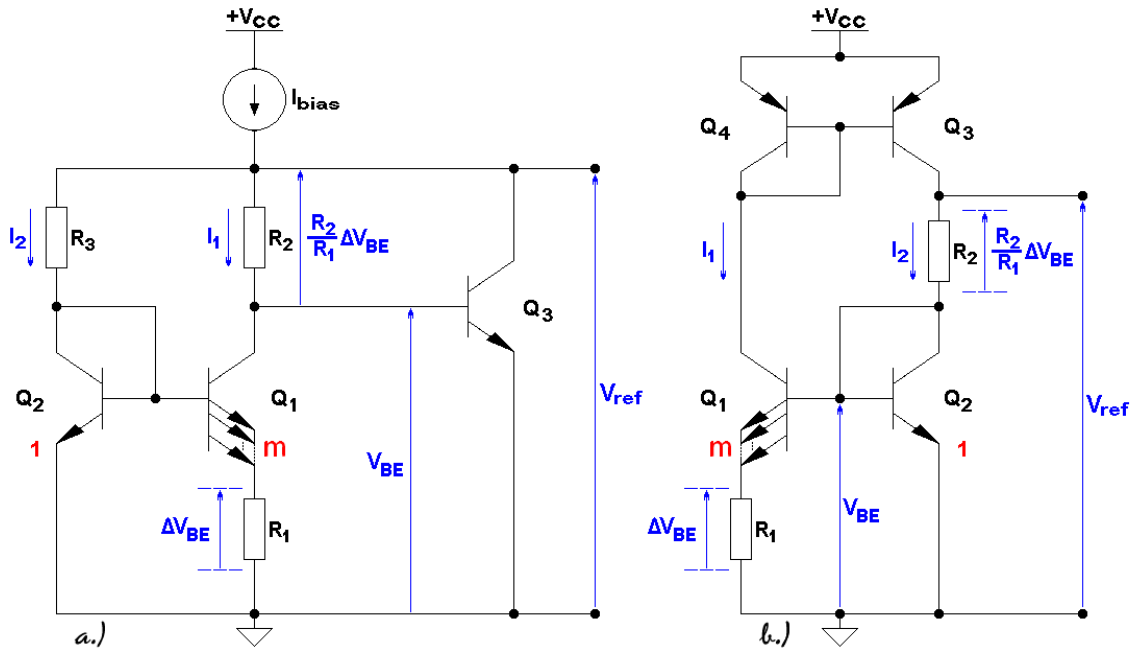 +VCC
Ibias
I2
R3
I1
R2
R2
R1
ΔVBE
Q3
Q2
Q1
1
m
VBE
Vref
ΔVBE
R1
a.)
+VCC
Q4
Q3
I1
I2
R2
R2
R1
ΔVBE
Q1
Q2
m
1
Vref
VBE
ΔVBE
R1
b.)